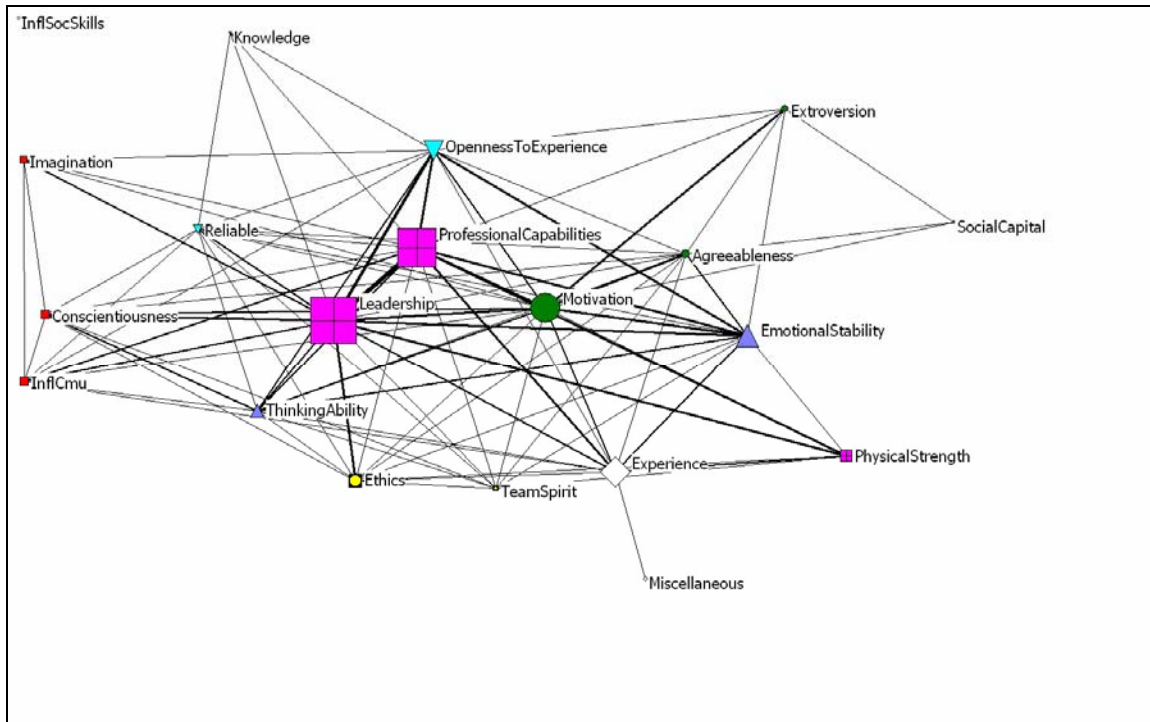 InflSocSkills
Knowledge
Extroversion
OpennessToExperience
Imagination
SocialCapital
Reliable
ProfessionalCapabilities
Agreeableness
Leadership
Motivation
Conscientiousness
EmotionalStability
InflCmu
ThinkingAbility
PhysicalStrength
Experience
Ethics
TeamSpirit
Miscellaneous